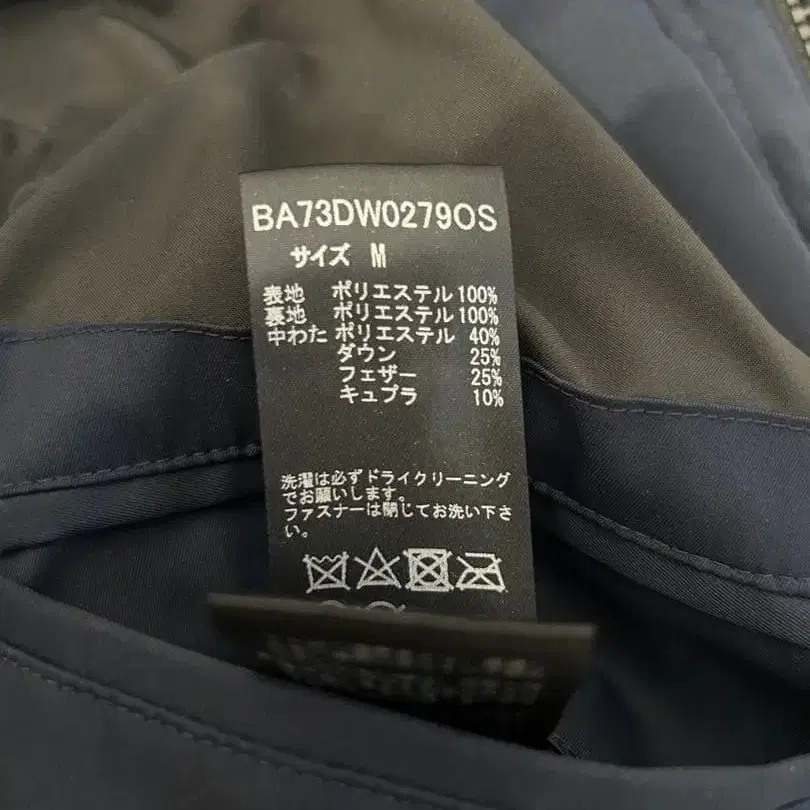 BA73DW0279OS
サイズ M
表地 ポリエステル 100%
裏地 ポリエステル 100%
中わた ポリエステル 40%
ダウン 25%
フェザー 25%
キュプラ 10%
洗濯は必ずドライクリーニング
でお願いします。
ファスナーは閉じてお洗い下さ
い。